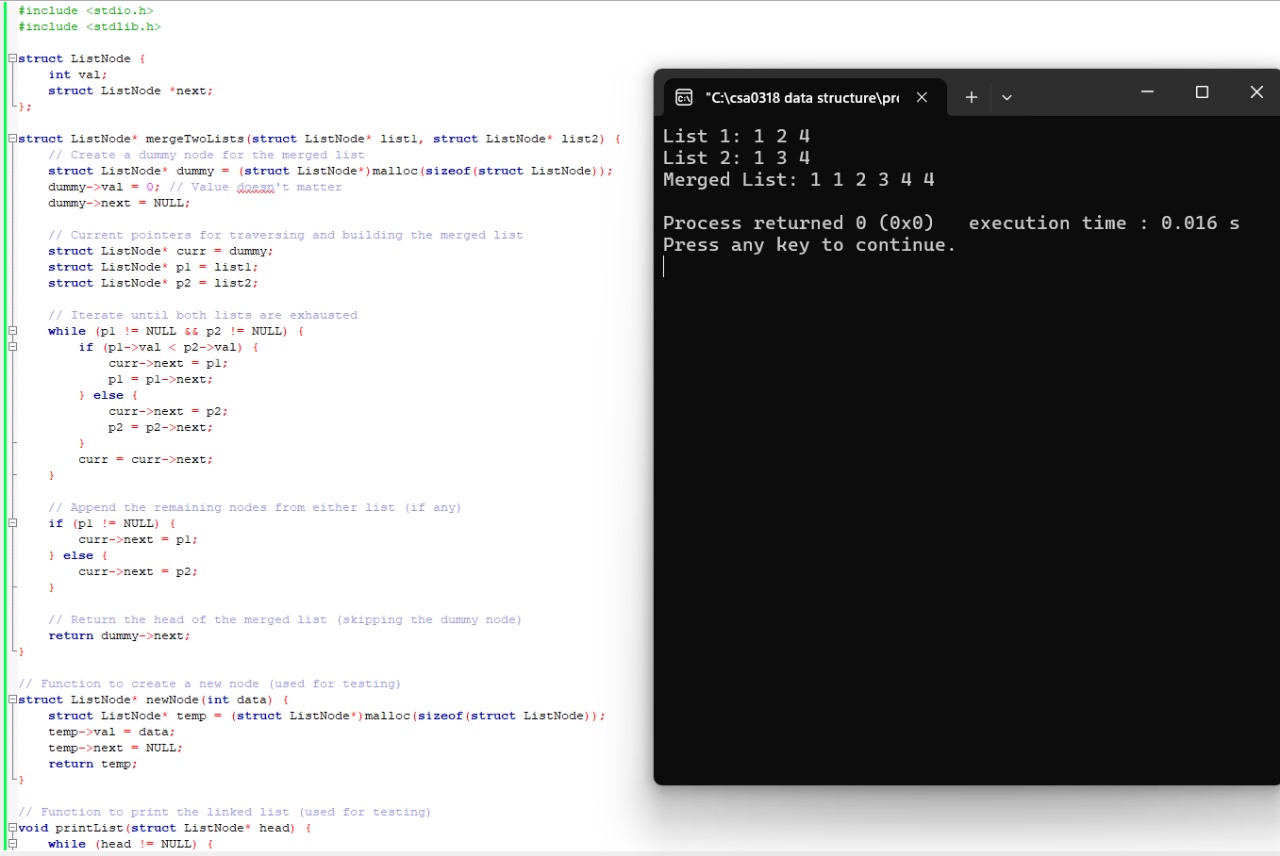 #include <stdio.h>
#include <stdlib.h>
struct ListNode {
int val;
struct ListNode *next;
};
struct ListNode* mergeTwoLists(struct ListNode* list1, struct ListNode* list2) {
// Create a dummy node for the merged list
struct ListNode* dummy = (struct ListNode*)malloc(sizeof(struct ListNode));
dummy->val = 0; // Value doesn't matter
dummy->next = NULL;
// Current pointers for traversing and building the merged list
struct ListNode* curr = dummy;
struct ListNode* p1 = list1;
struct ListNode* p2 = list2;
// Iterate until both lists are exhausted
while (p1 != NULL && p2 != NULL) {
if (p1->val < p2->val) {
curr->next = p1;
p1 = p1->next;
} else {
curr->next = p2;
p2 = p2->next;
}
curr = curr->next;
}
// Append the remaining nodes from either list (if any)
if (p1 != NULL) {
curr->next = p1;
} else {
curr->next = p2;
}
// Return the head of the merged list (skipping the dummy node)
return dummy->next;
}
// Function to create a new node (used for testing)
struct ListNode* newNode(int data) {
struct ListNode* temp = (struct ListNode*)malloc(sizeof(struct ListNode));
temp->val = data;
temp->next = NULL;
return temp;
}
// Function to print the linked list (used for testing)
void printList(struct ListNode* head) {
while (head != NULL) {
"C:\csa0318 data structure\pr
List 1: 1 2 4
List 2: 1 3 4
Merged List: 1 1 2 3 4 4
Process returned 0 (0x0)   execution time : 0.016 s
Press any key to continue.